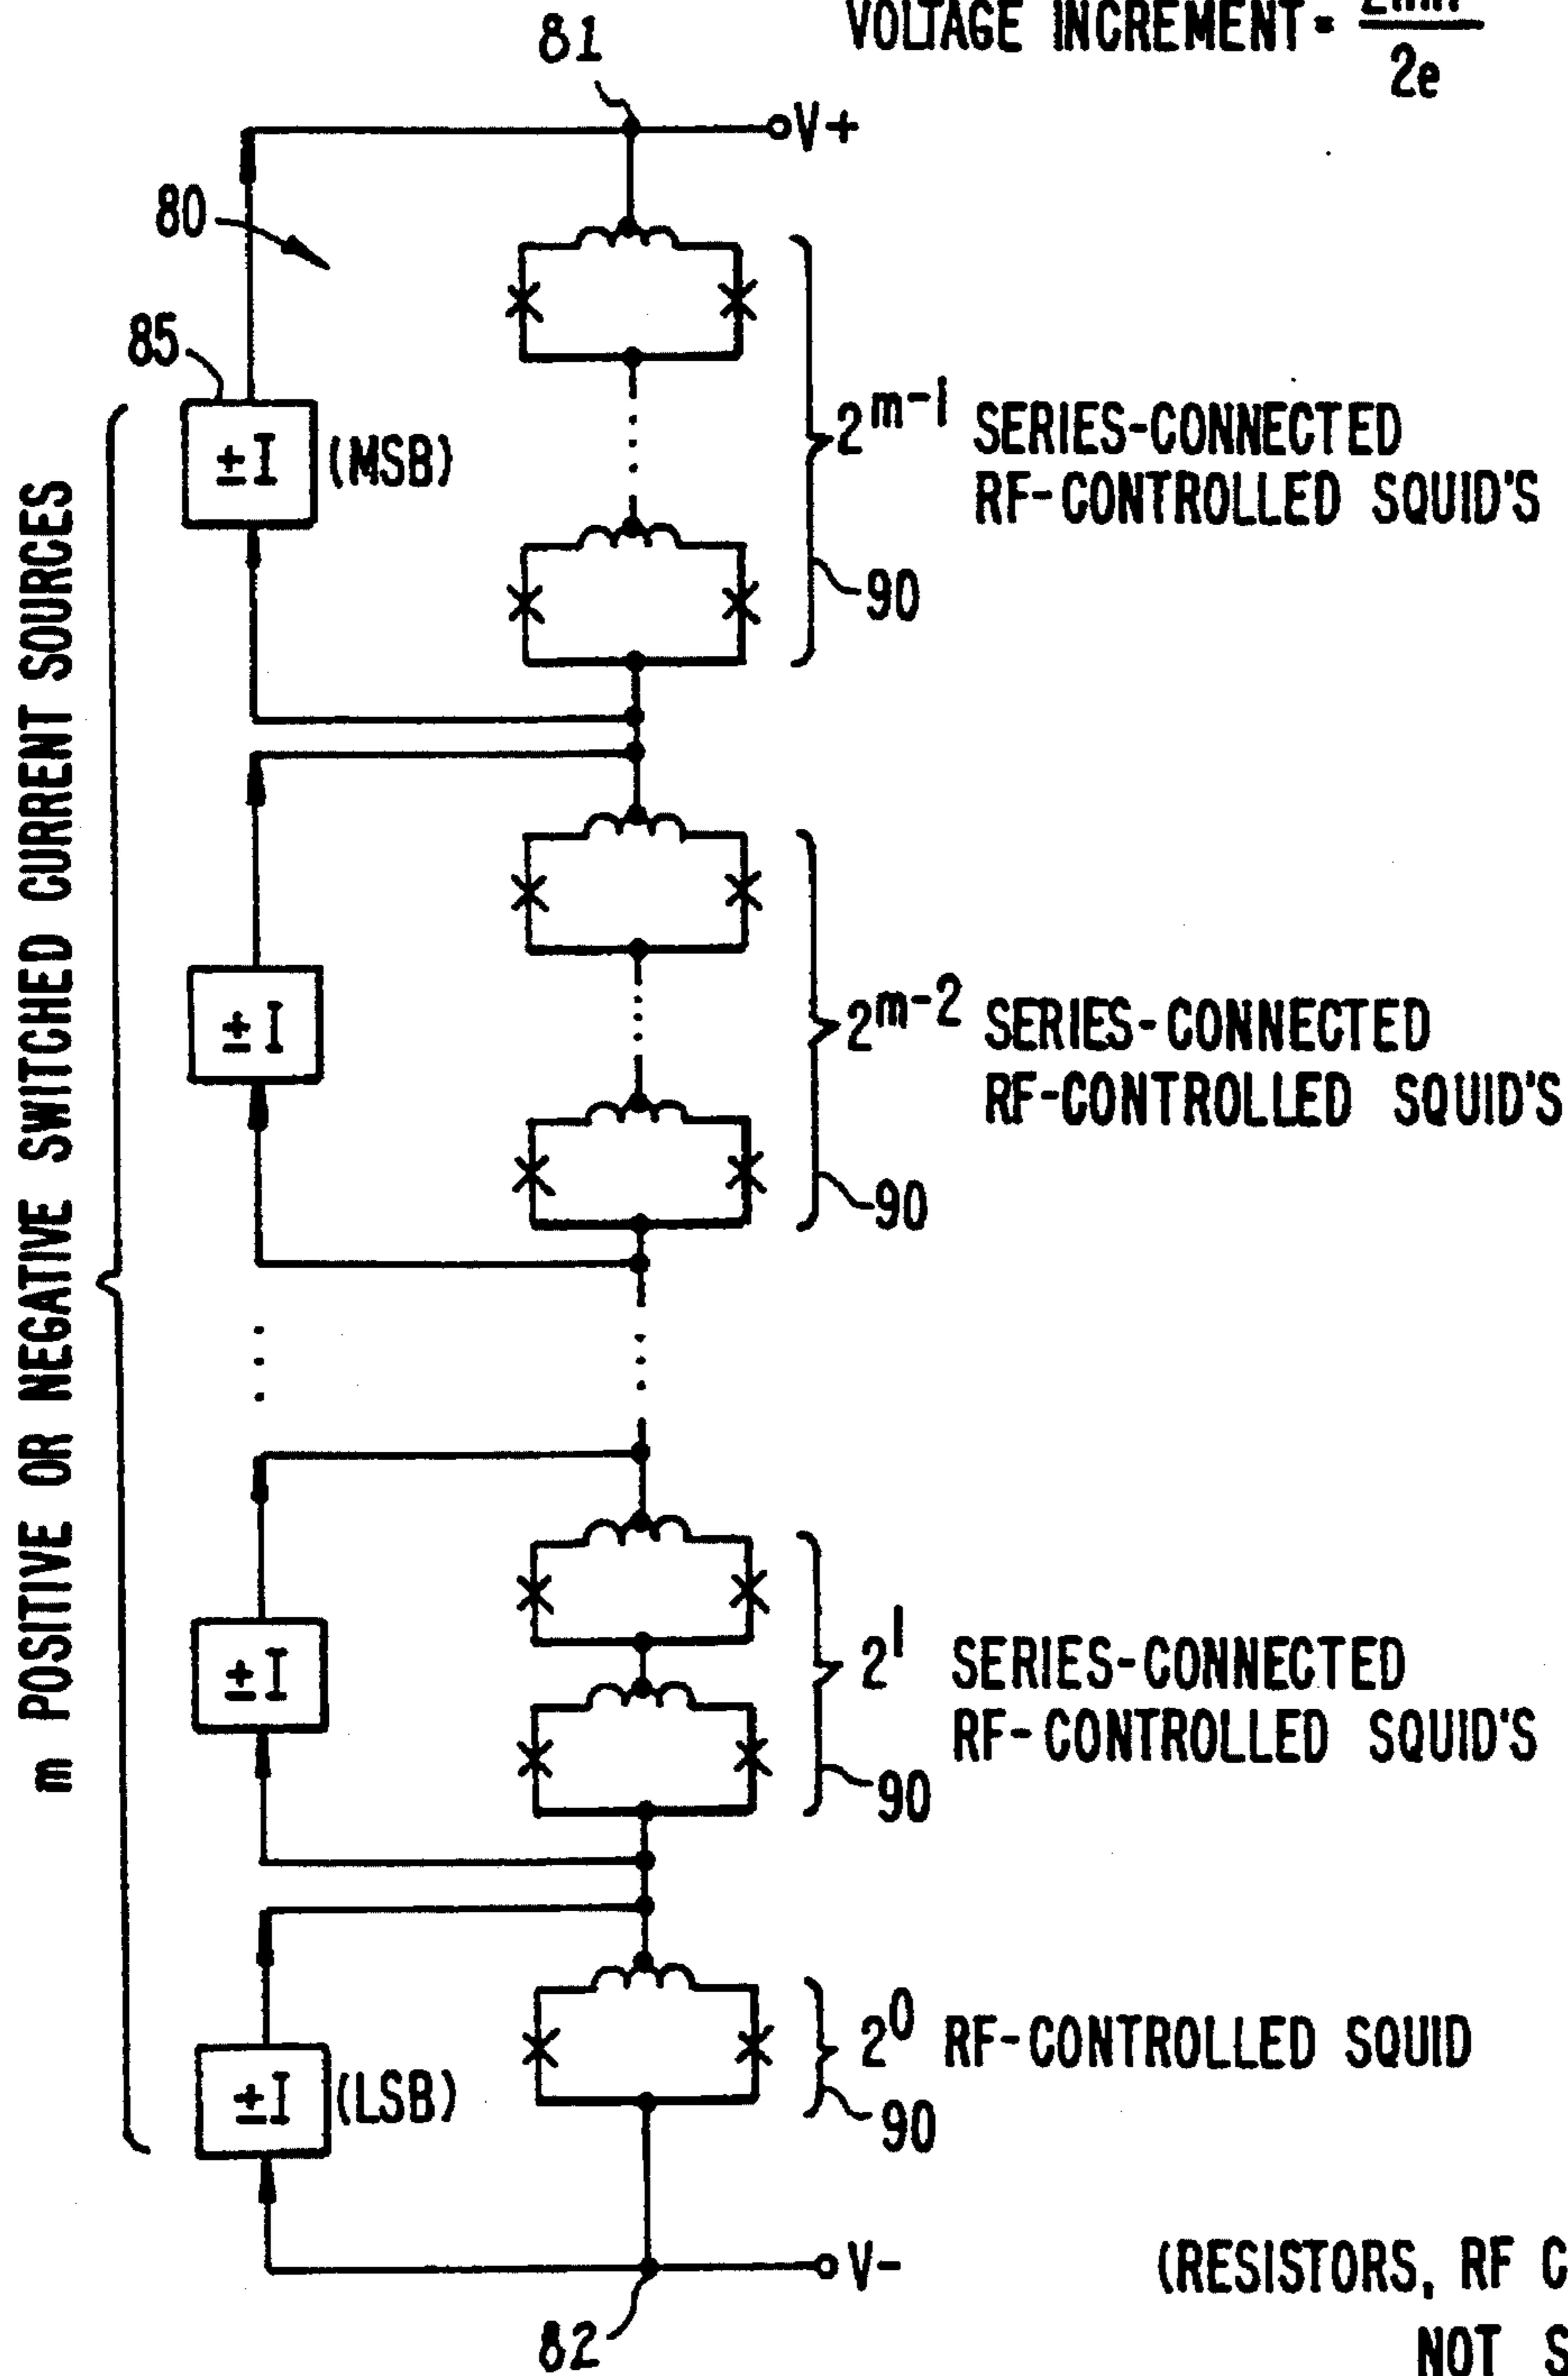 81
VOLTAGE INCREMENT =
2e
V+
80
85
±I (MSB)
2^m-1 SERIES-CONNECTED
RF-CONTROLLED SQUID'S
90
m POSITIVE OR NEGATIVE SWITCHED CURRENT SOURCES
±I
2^m-2 SERIES-CONNECTED
RF-CONTROLLED SQUID'S
90
±I
2^1 SERIES-CONNECTED
RF-CONTROLLED SQUID'S
90
±I (LSB)
2^0 RF-CONTROLLED SQUID
90
V-
82
(RESISTORS, RF C
NOT S